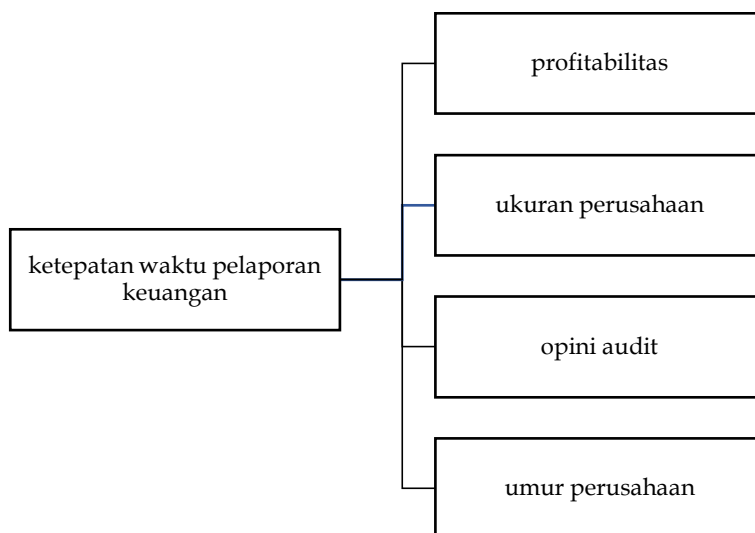 profitabilitas
ukuran perusahaan
ketepatan waktu pelaporan
keuangan
opini audit
umur perusahaan